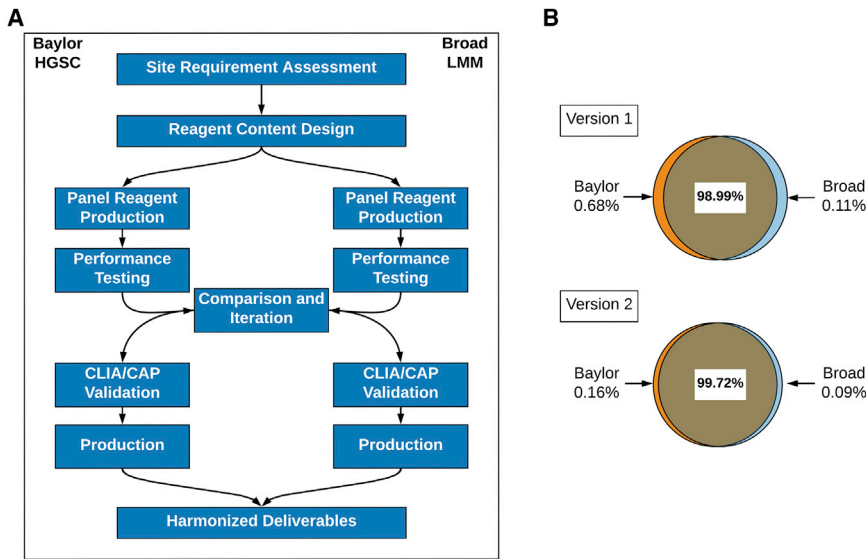 A
Baylor
HGSC
Broad
LMM
Site Requirement Assessment
Reagent Content Design
Panel Reagent
Production
Panel Reagent
Production
Performance
Testing
Performance
Testing
Comparison and
Iteration
CLIA/CAP
Validation
CLIA/CAP
Validation
Production
Production
Harmonized Deliverables
B
Version 1
Baylor
0.68%
98.99%
Broad
0.11%
Version 2
Baylor
0.16%
99.72%
Broad
0.09%